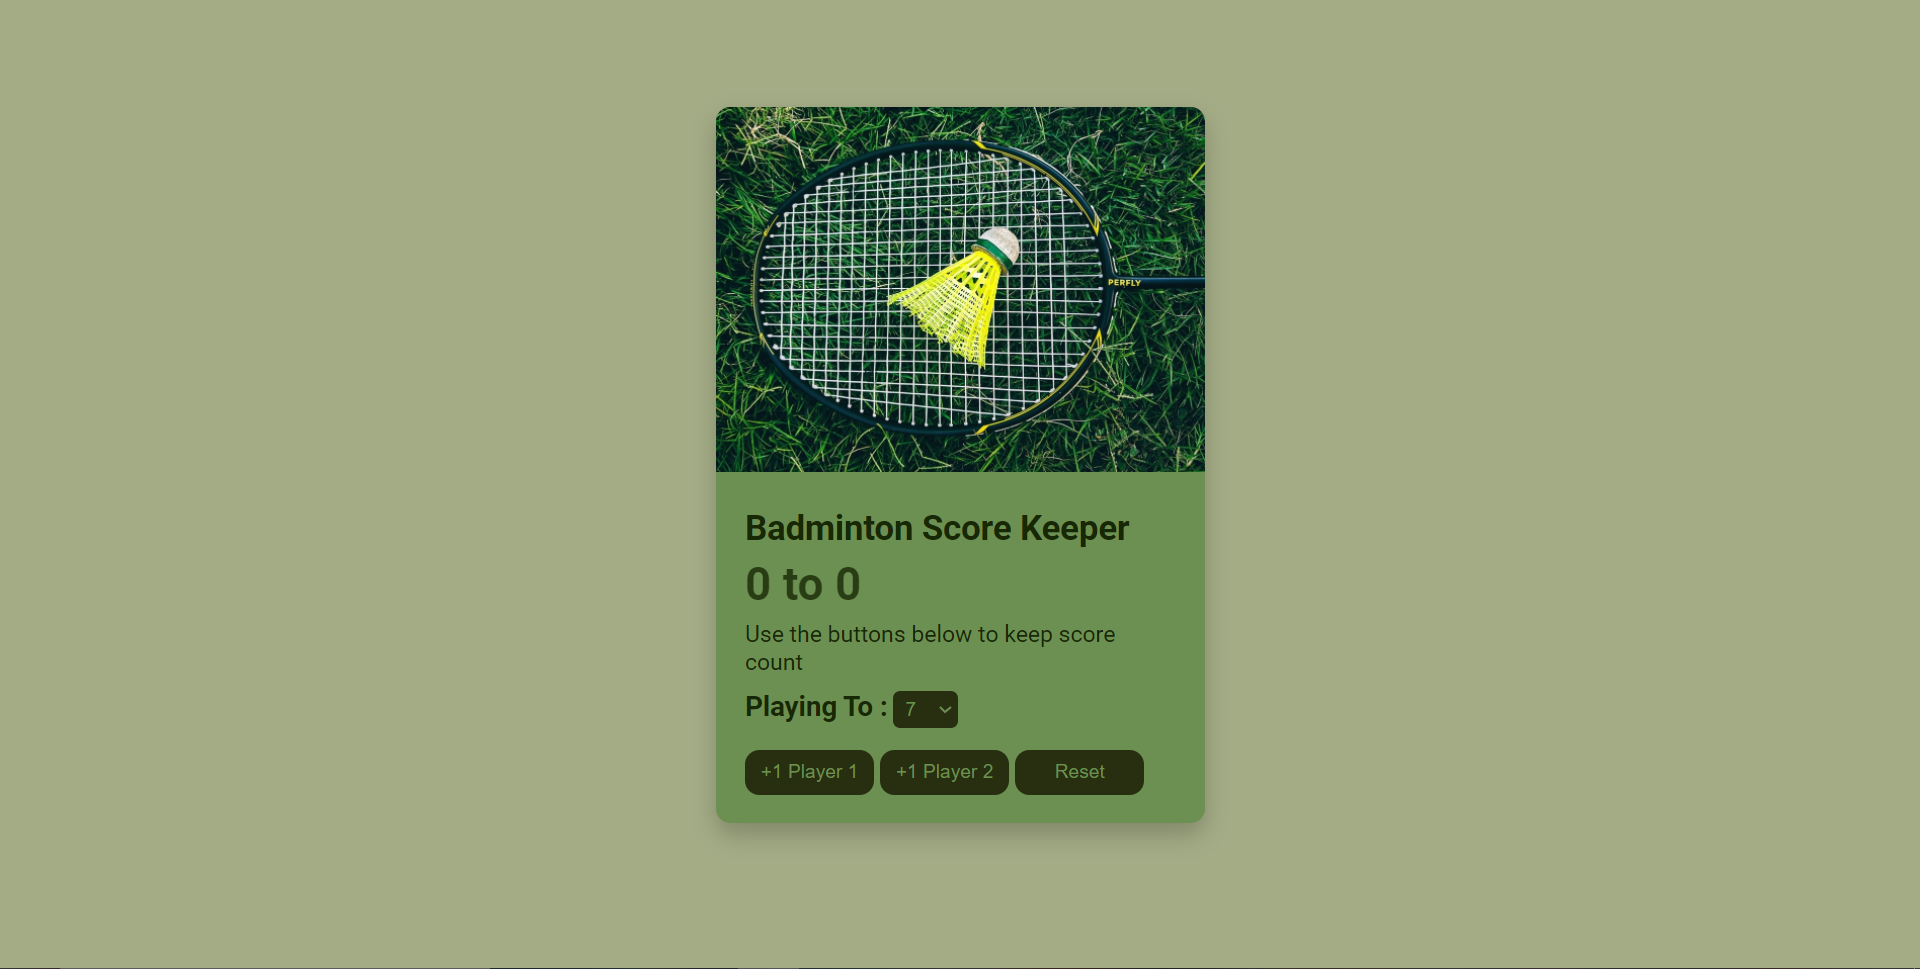 PERFLY
Badminton Score Keeper
0 to 0
Use the buttons below to keep score
count
Playing To : 7
+1 Player 1 +1 Player 2 Reset